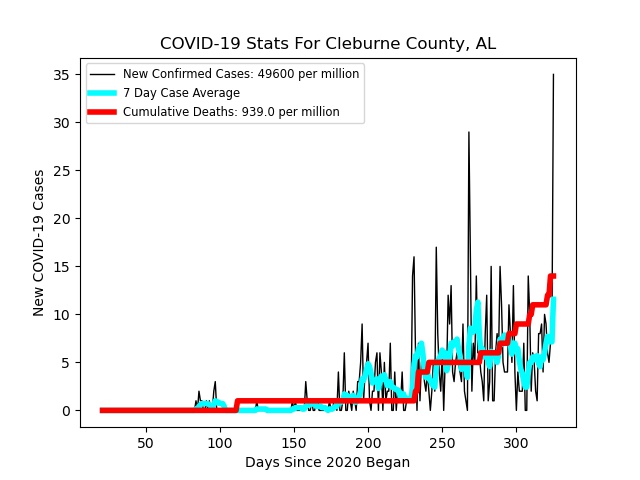 COVID-19 Stats For Cleburne County, AL
New Confirmed Cases: 49600 per million
7 Day Case Average
Cumulative Deaths: 939.0 per million
New COVID-19 Cases
35
30
25
20
15
10
5
0
50
100
150
200
250
300
Days Since 2020 Began